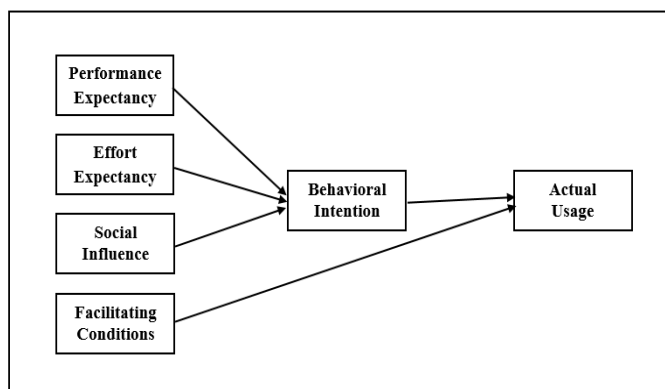 Performance
Expectancy
Effort
Expectancy
Social
Influence
Facilitating
Conditions
Behavioral
Intention
Actual
Usage